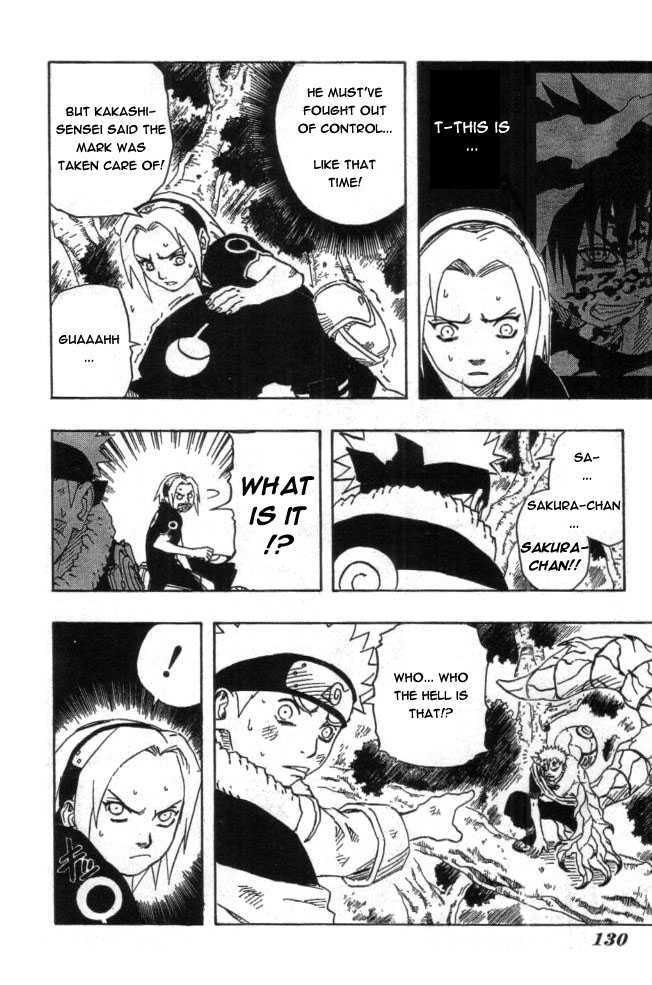 T-THIS IS
...
HE MUST'VE
FOUGHT OUT
OF CONTROL...
LIKE THAT
TIME!
BUT KAKASHI-
SENSEI SAID THE
MARK WAS
TAKEN CARE OF!
GUAAAHH
...
SA-
...
SAKURA-CHAN
...
SAKURA-
CHAN!!
WHAT
IS IT
!?
WHO... WHO
THE HELL IS
THAT!?
!
キッ
130